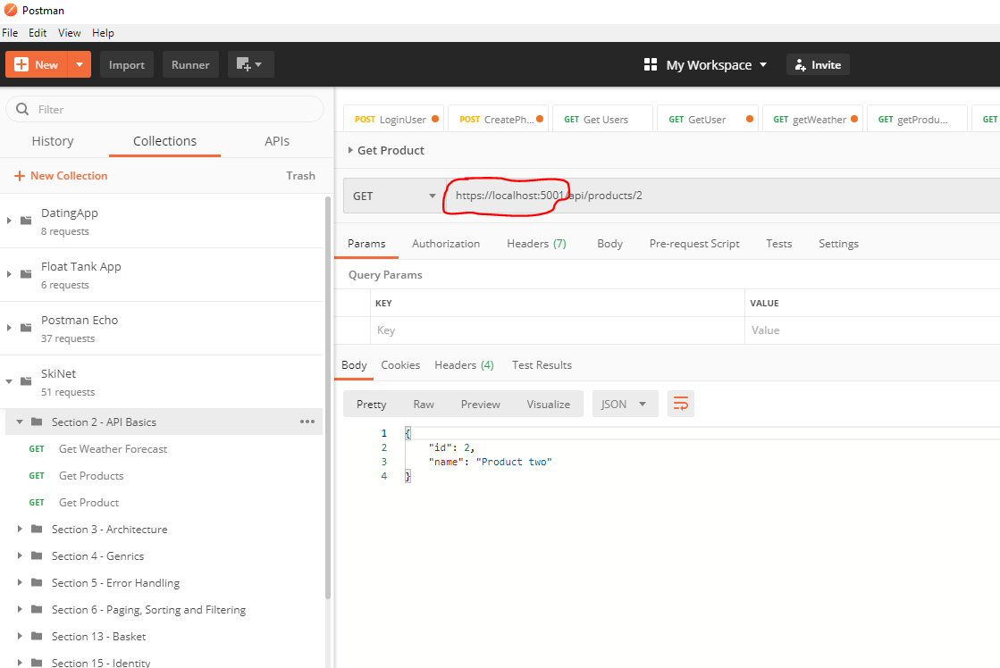 Postman
File Edit View Help
New Import Runner My Workspace Invite
Filter
History Collections APIs
New Collection Trash
DatingApp
8 requests
Float Tank App
6 requests
Postman Echo
37 requests
SkiNet
51 requests
Section 2 - API Basics
GET Get Weather Forecast
GET Get Products
GET Get Product
Section 3 - Architecture
Section 4 - Genrics
Section 5 - Error Handling
Section 6 - Paging, Sorting and Filtering
Section 13 - Basket
Section 15 - Identity
POST LoginUser POST CreatePh... GET Get Users GET GetUser GET getWeather GET getProdu... GET
Get Product
GET https://localhost:5001/api/products/2
Params Authorization Headers (7) Body Pre-request Script Tests Settings
Query Params
KEY VALUE
Key Value
Body Cookies Headers (4) Test Results
Pretty Raw Preview Visualize JSON
1 {
2 "id": 2,
3 "name": "Product two"
4 }